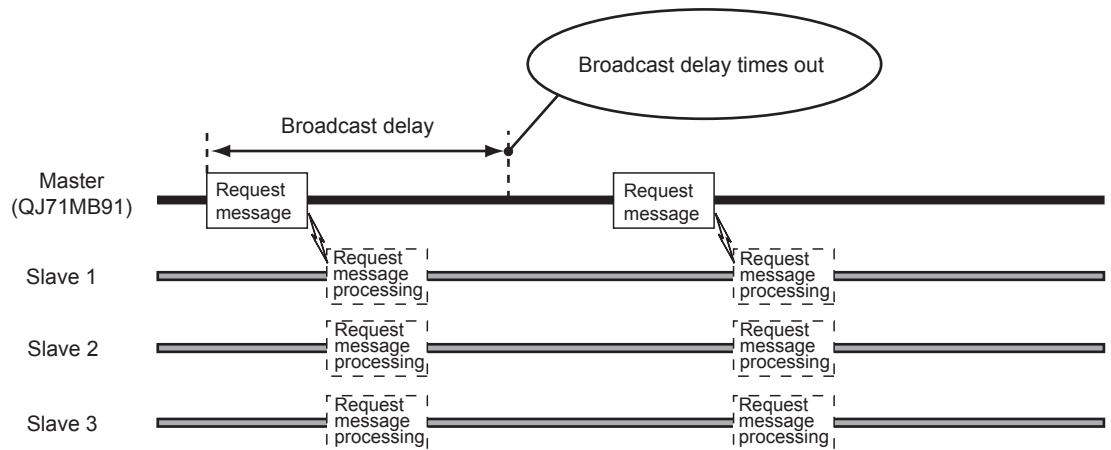 Broadcast delay times out
Broadcast delay
Master
(QJ71MB91)
Request
message
Request
message
Slave 1
Request
message
processing
Request
message
processing
Slave 2
Request
message
processing
Request
message
processing
Slave 3
Request
message
processing
Request
message
processing